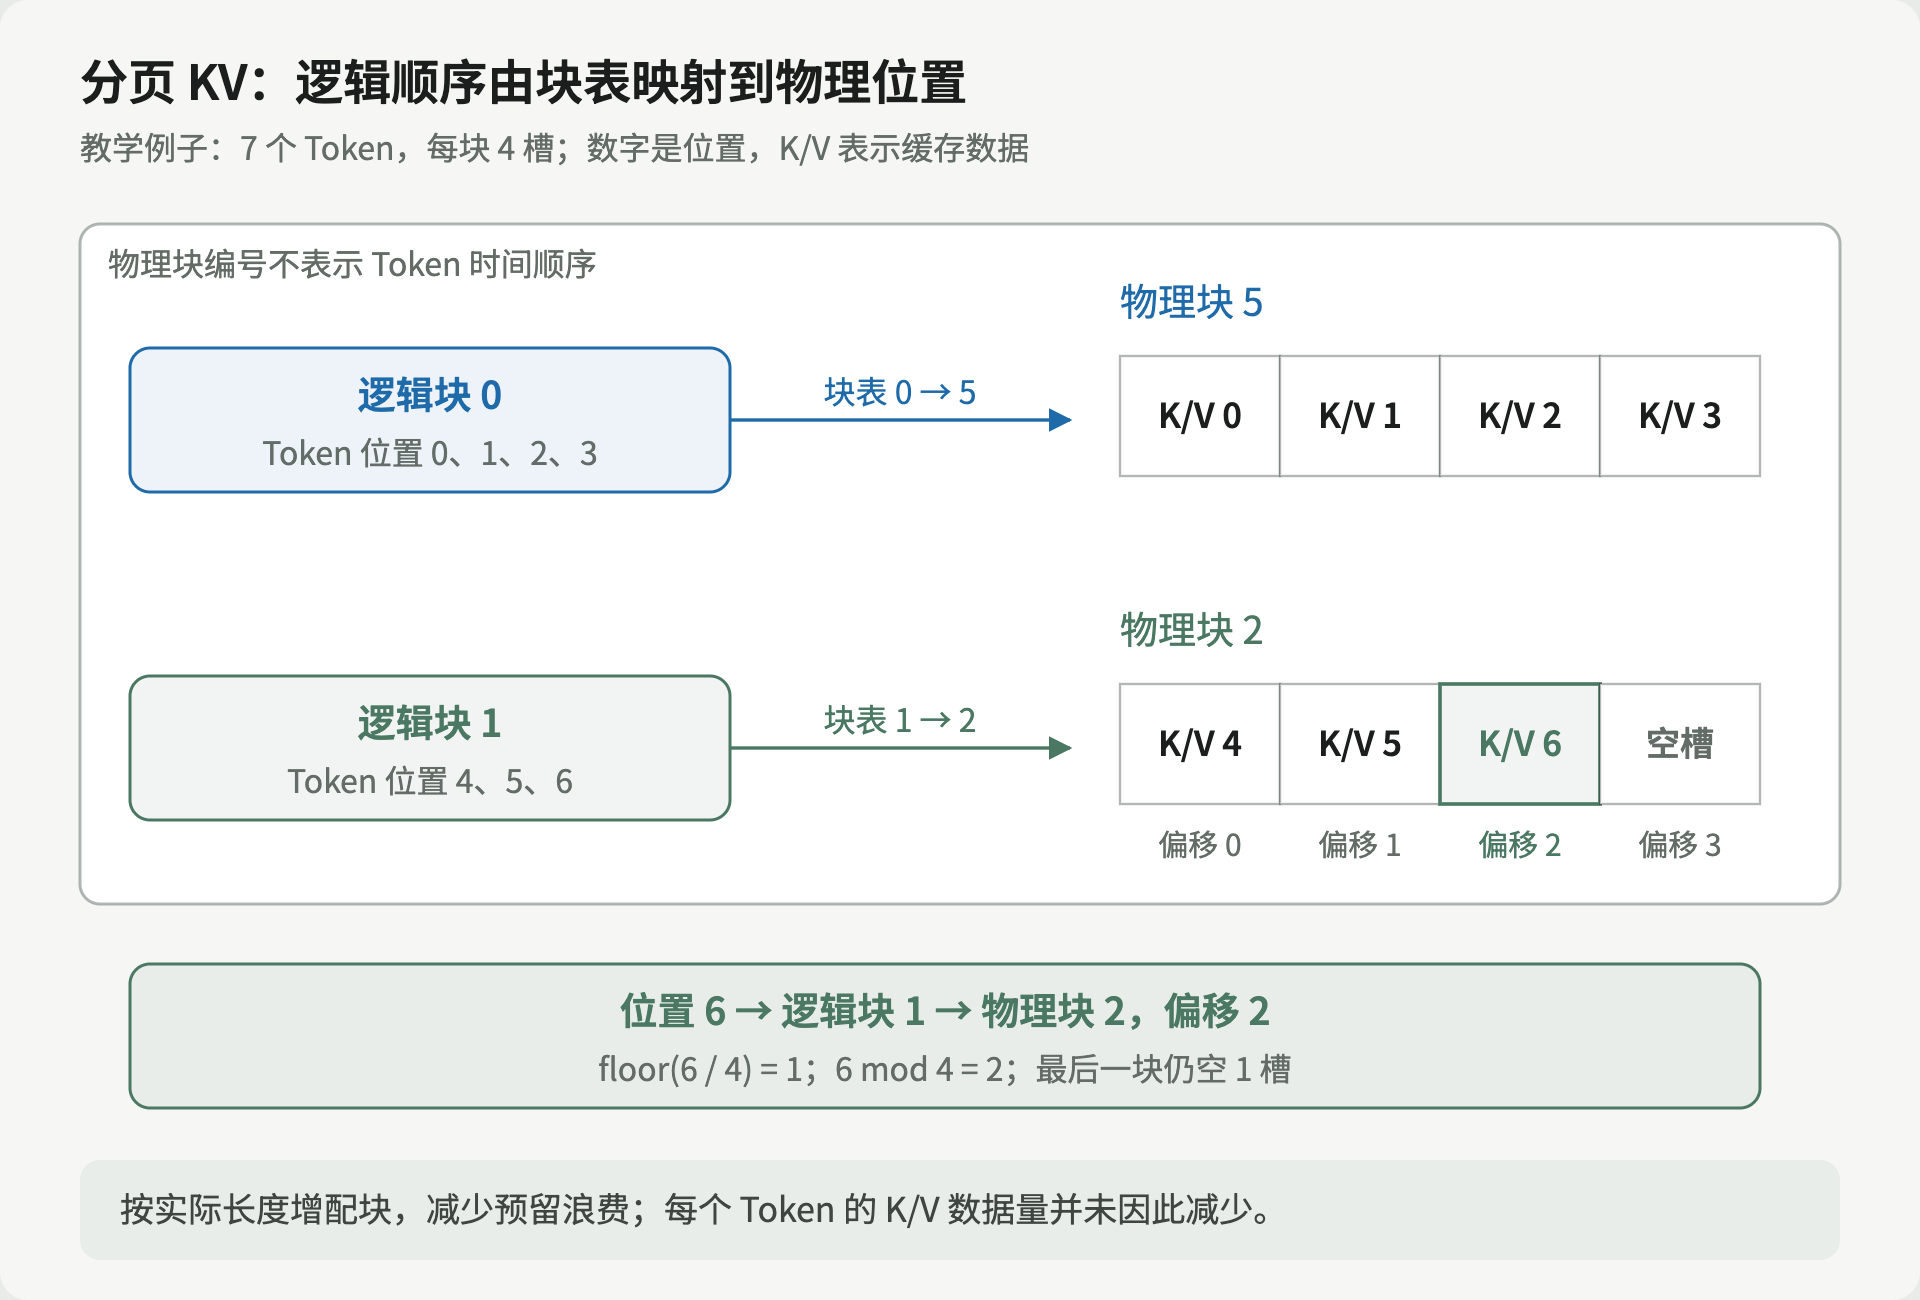 分页 KV：逻辑顺序由块表映射到物理位置
教学例子：7 个 Token，每块 4 槽；数字是位置，K/V 表示缓存数据
物理块编号不表示 Token 时间顺序
物理块 5
逻辑块 0
Token 位置 0、1、2、3
块表 0 → 5
K/V 0
K/V 1
K/V 2
K/V 3
物理块 2
逻辑块 1
Token 位置 4、5、6
块表 1 → 2
K/V 4
K/V 5
K/V 6
空槽
偏移 0
偏移 1
偏移 2
偏移 3
位置 6 → 逻辑块 1 → 物理块 2，偏移 2
floor(6 / 4) = 1；6 mod 4 = 2；最后一块仍空 1 槽
按实际长度增配块，减少预留浪费；每个 Token 的 K/V 数据量并未因此减少。